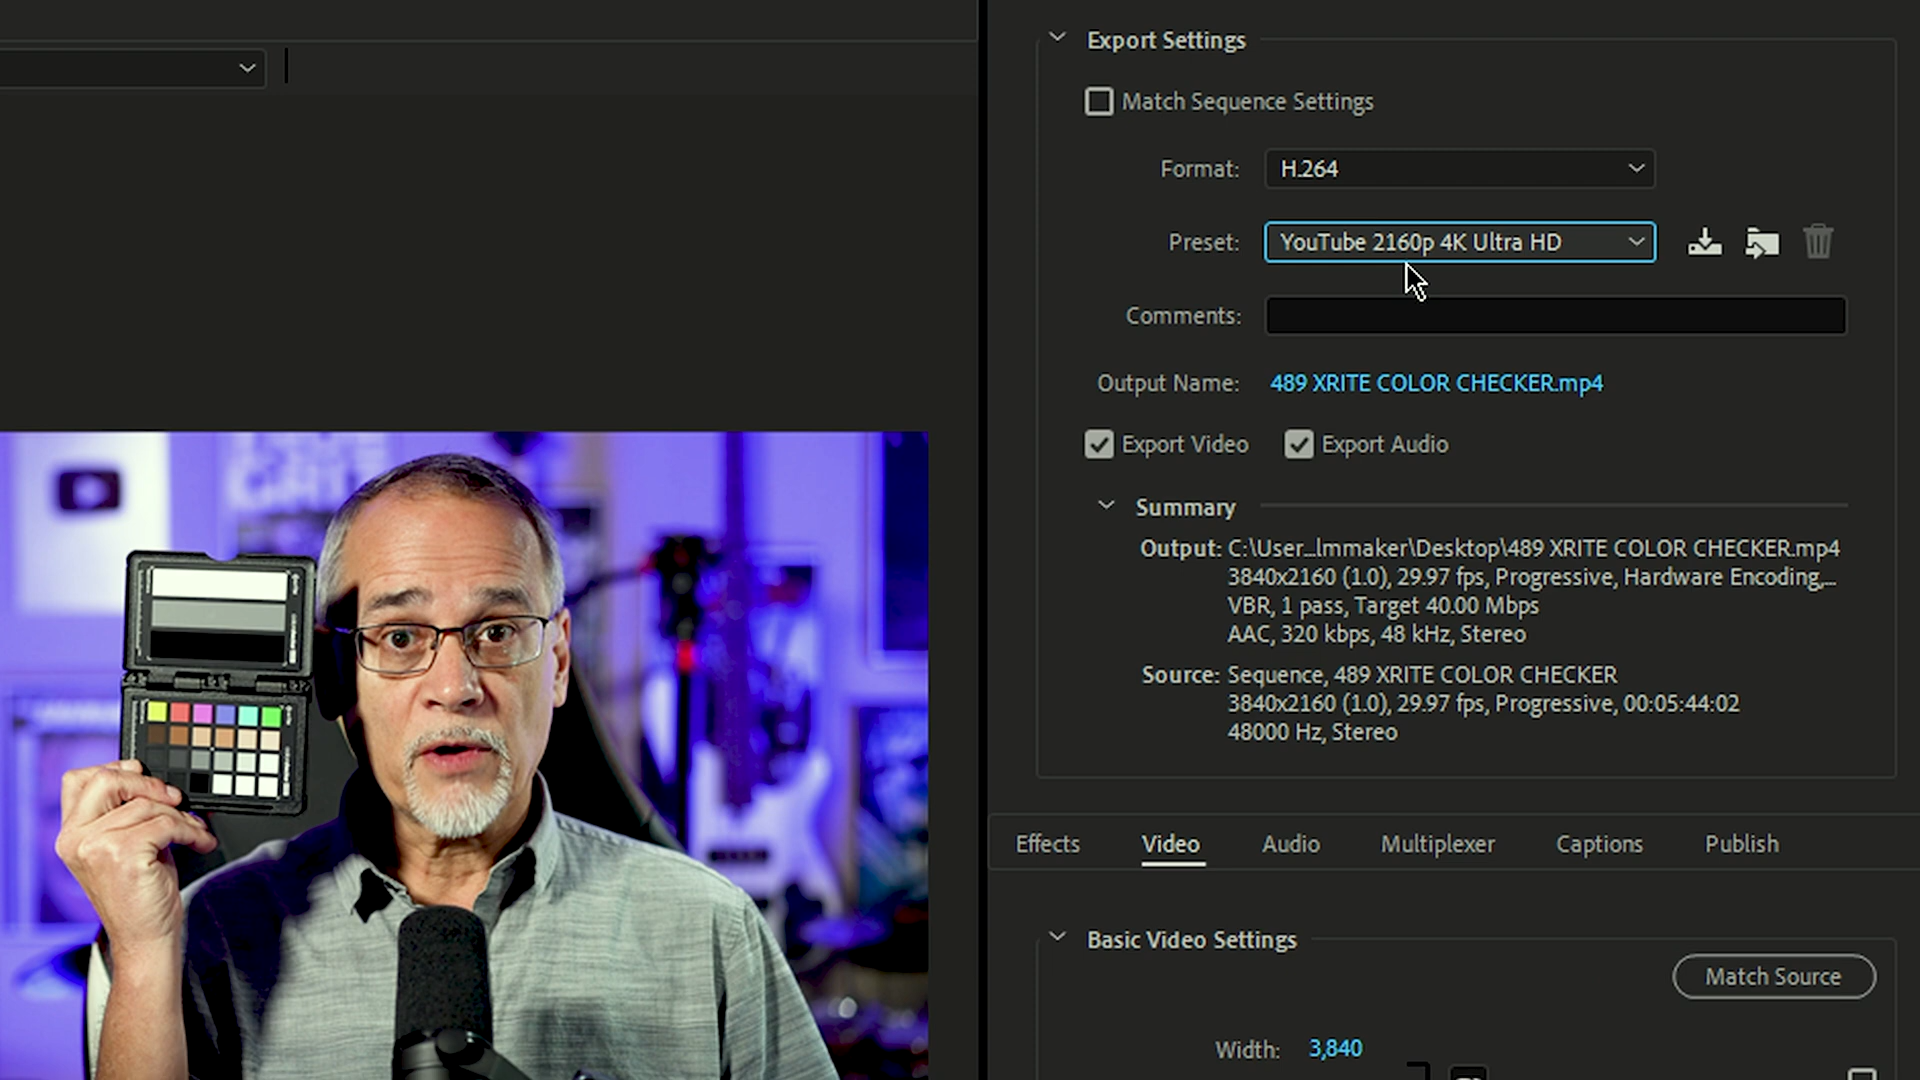 Export Settings
Match Sequence Settings
Format: H.264
Preset: YouTube 2160p 4K Ultra HD
Comments:
Output Name: 489 XRITE COLOR CHECKER.mp4
Export Video Export Audio
Summary
Output: C:\User...lmmaker\Desktop\489 XRITE COLOR CHECKER.mp4
3840x2160 (1.0), 29.97 fps, Progressive, Hardware Encoding,...
VBR, 1 pass, Target 40.00 Mbps
AAC, 320 kbps, 48 kHz, Stereo
Source: Sequence, 489 XRITE COLOR CHECKER
3840x2160 (1.0), 29.97 fps, Progressive, 00:05:44:02
48000 Hz, Stereo
Effects Video Audio Multiplexer Captions Publish
Basic Video Settings
Match Source
Width: 3,840